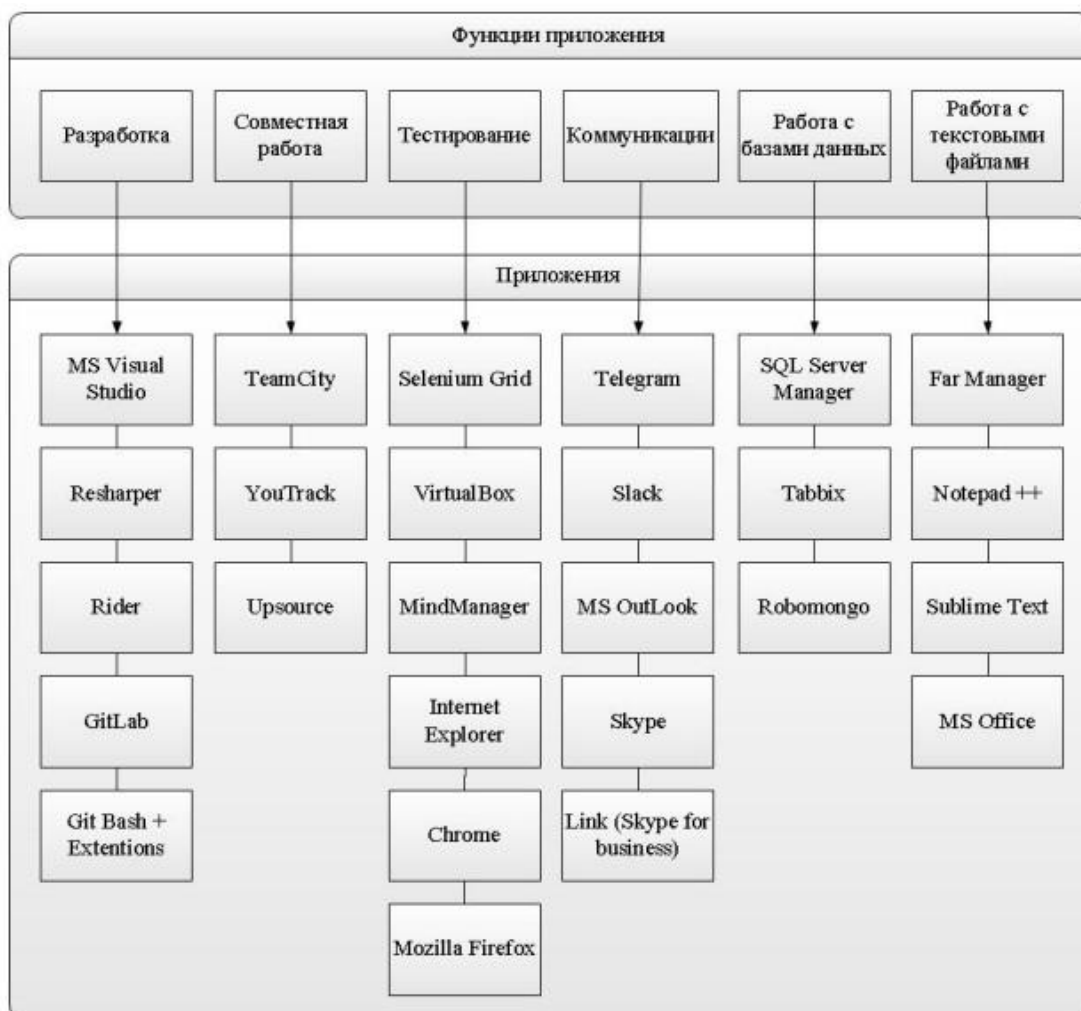 Функции приложения
Разработка
Совместная
работа
Тестирование
Коммуникации
Работа с
базами данных
Работа с
текстовыми
файлами
Приложения
MS Visual
Studio
Resharper
Rider
GitLab
Git Bash +
Extentions
TeamCity
YouTrack
Upsource
Selenium Grid
VirtualBox
MindManager
Internet
Explorer
Chrome
Mozilla Firefox
Telegram
Slack
MS OutLook
Skype
Link (Skype for
business)
SQL Server
Manager
Tabbix
Robomongo
Far Manager
Notepad ++
Sublime Text
MS Office